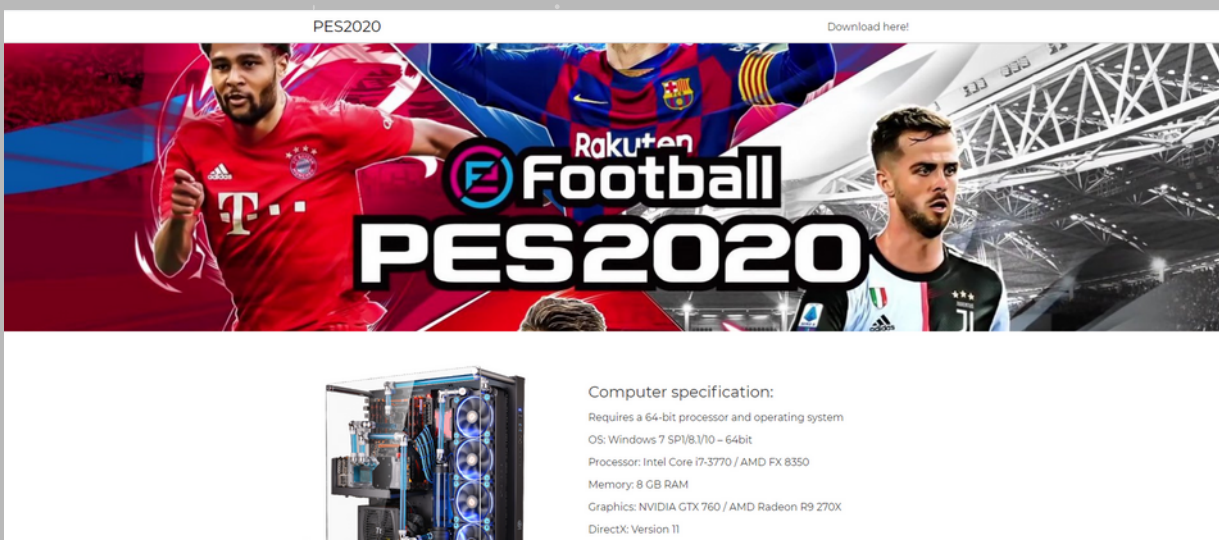 PES2020
Download here!
Rakuten
eFootball
PES2020
adidas
T
Computer specification:
Requires a 64-bit processor and operating system
OS: Windows 7 SP1/8.1/10 – 64bit
Processor: Intel Core i7-3770 / AMD FX 8350
Memory: 8 GB RAM
Graphics: NVIDIA GTX 760 / AMD Radeon R9 270X
DirectX: Version 11